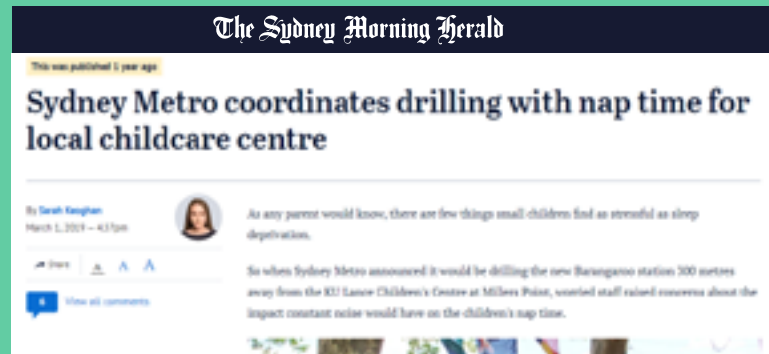 The Sydney Morning Herald
This was published 1 year ago
Sydney Metro coordinates drilling with nap time for
local childcare centre
By Sarah Keoghan
March 1, 2019 — 4.37pm
Share A A A
View all comments
As any parent would know, there are few things small children find as stressful as sleep
deprivation.
So when Sydney Metro announced it would be drilling the new Barangaroo station 300 metres
away from the KU Lance Children's Centre at Millers Point, worried staff raised concerns about the
impact constant noise would have on the children's nap time.